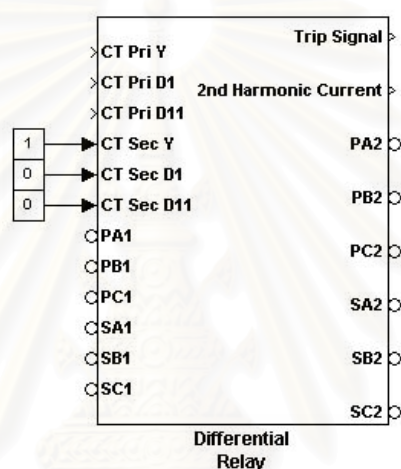 Trip Signal
CT Pri Y
CT Pri D1
2nd Harmonic Current
CT Pri D11
1
CT Sec Y
PA2
0
CT Sec D1
PB2
0
CT Sec D11
PA1
PC2
PB1
PC1
SA2
SA1
SB1
SB2
SC1
SC2
Differential
Relay